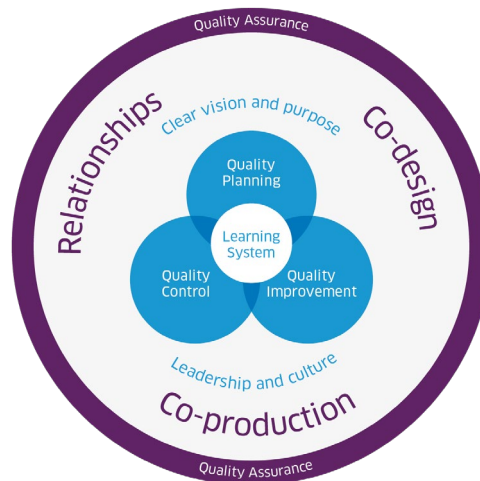 Quality Assurance
Clear vision and purpose
Relationships
Co-design
Quality
Planning
Learning
System
Quality
Control
Quality
Improvement
Leadership and culture
Co-production
Quality Assurance